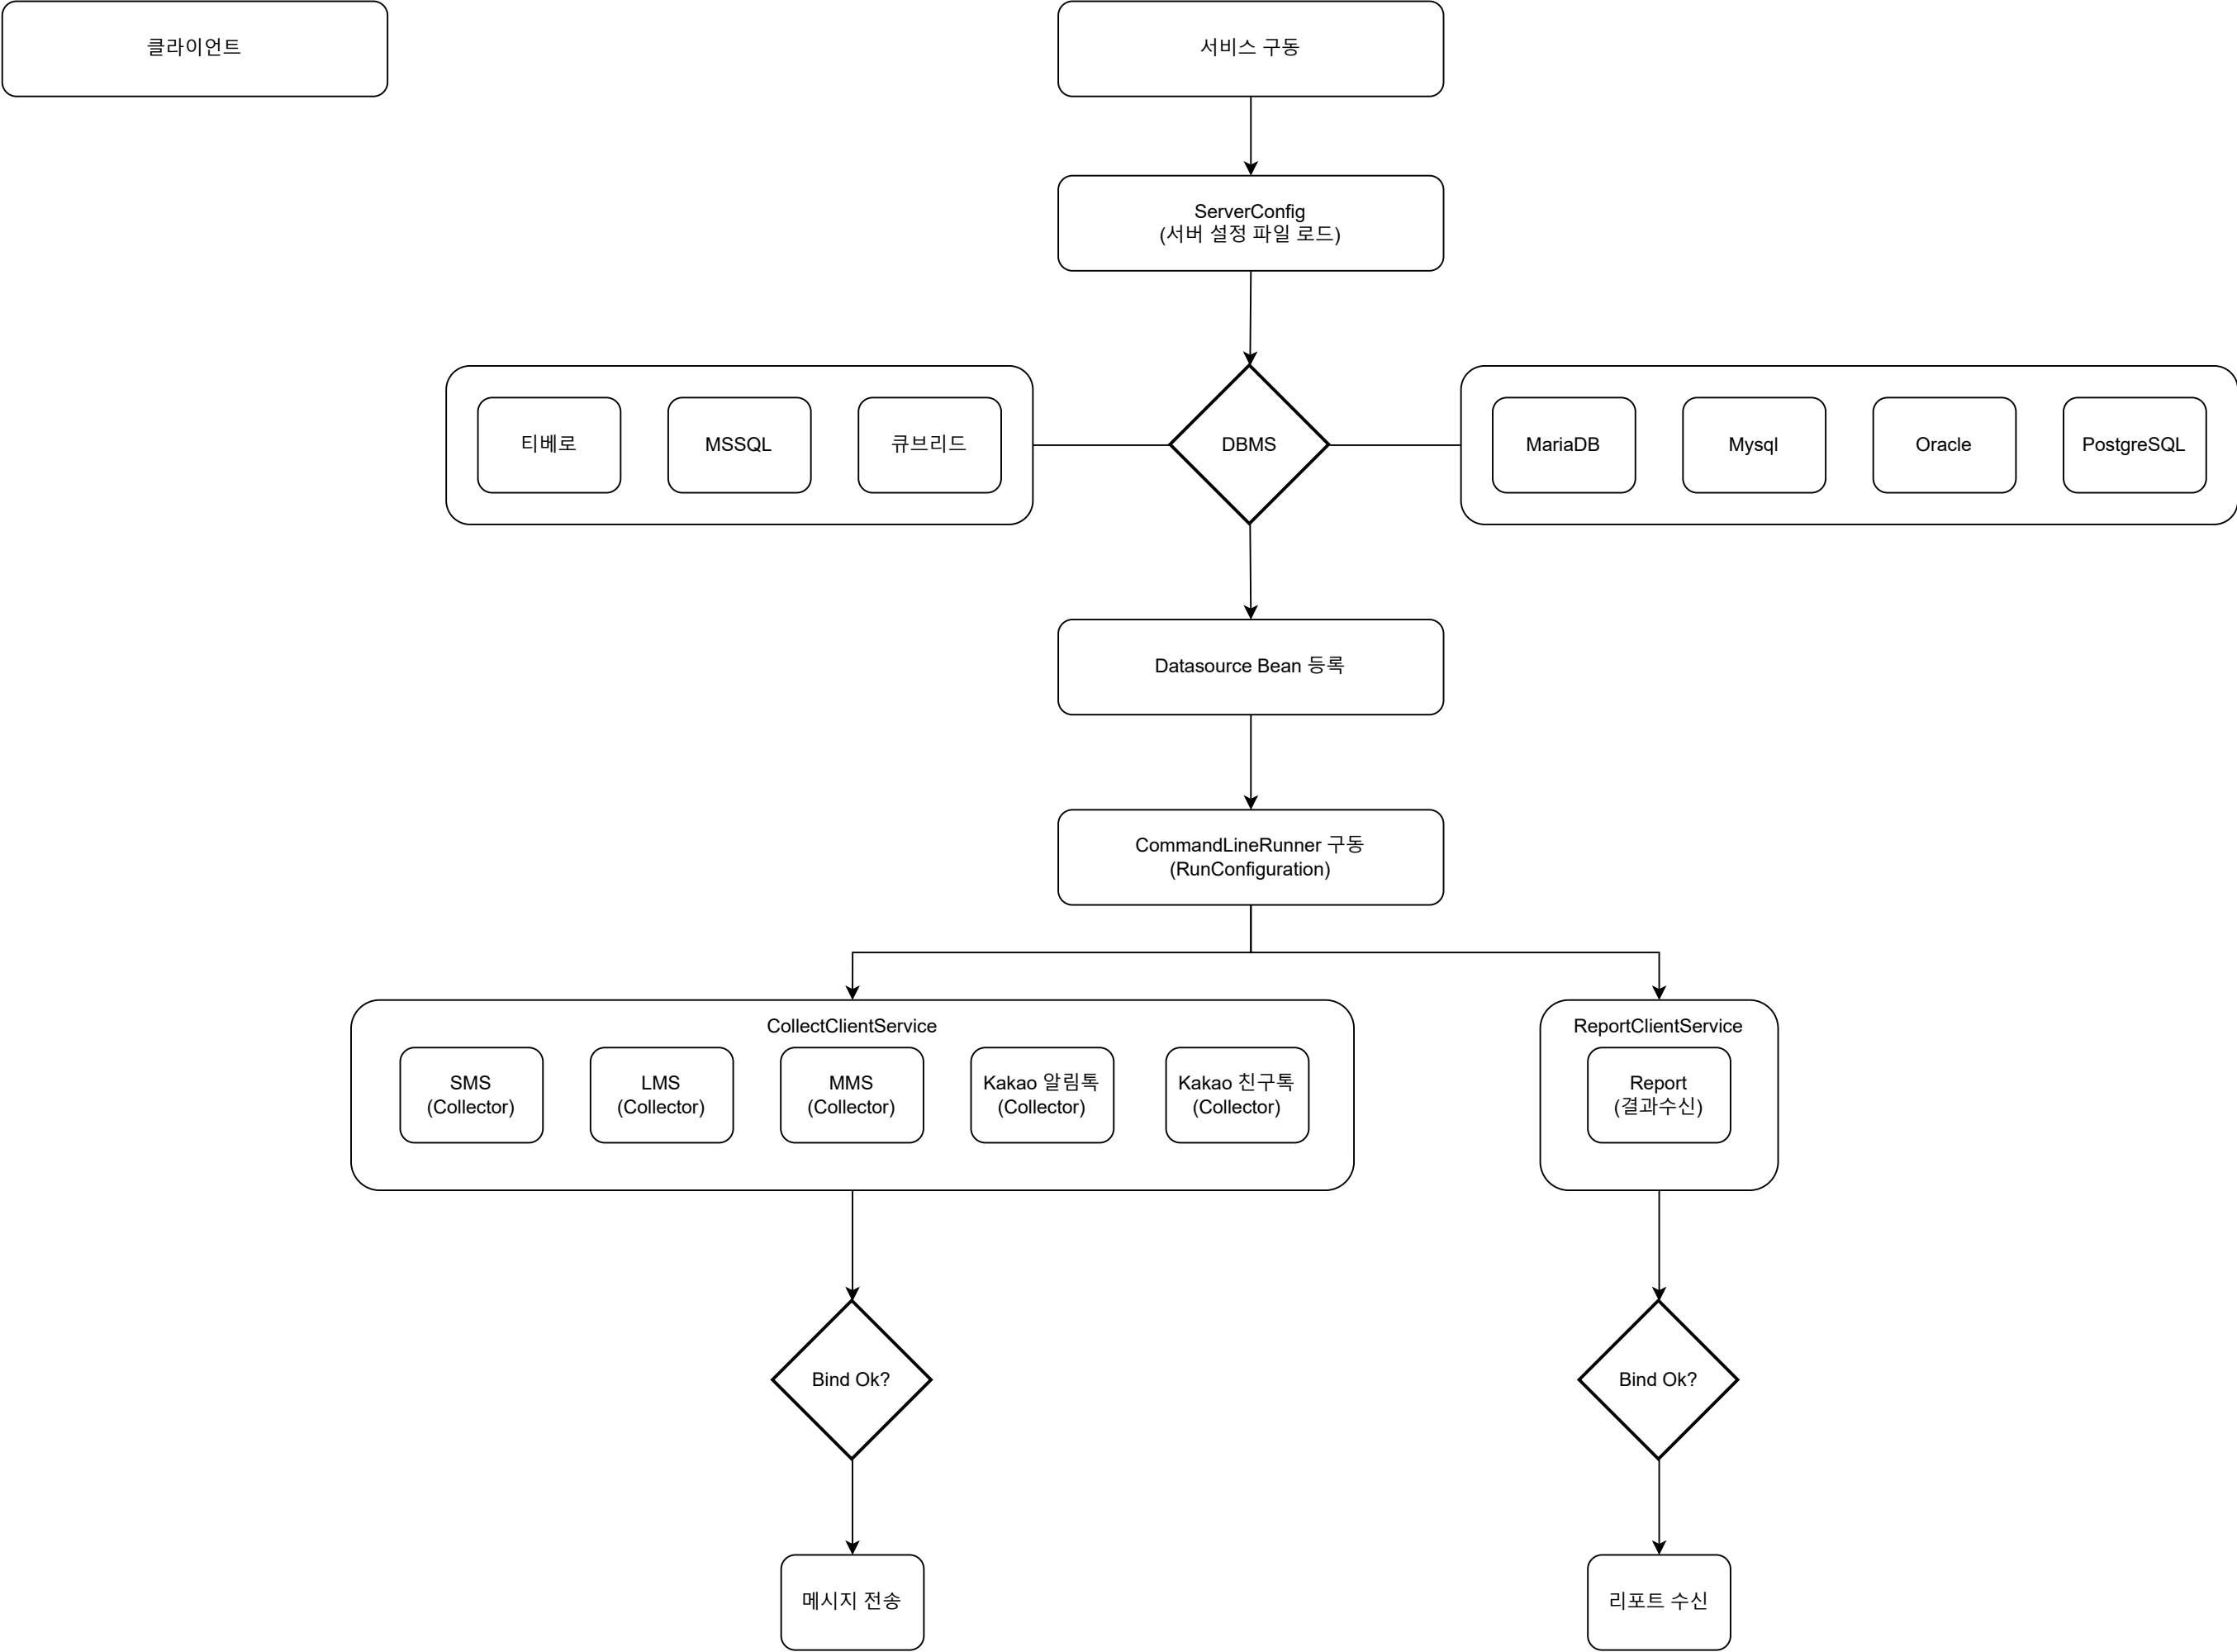 클라이언트
서비스 구동
ServerConfig
(서버 설정 파일 로드)
티베로
MSSQL
큐브리드
DBMS
MariaDB
Mysql
Oracle
PostgreSQL
Datasource Bean 등록
CommandLineRunner 구동
(RunConfiguration)
CollectClientService
SMS
(Collector)
LMS
(Collector)
MMS
(Collector)
Kakao 알림톡
(Collector)
Kakao 친구톡
(Collector)
ReportClientService
Report
(결과수신)
Bind Ok?
Bind Ok?
메시지 전송
리포트 수신